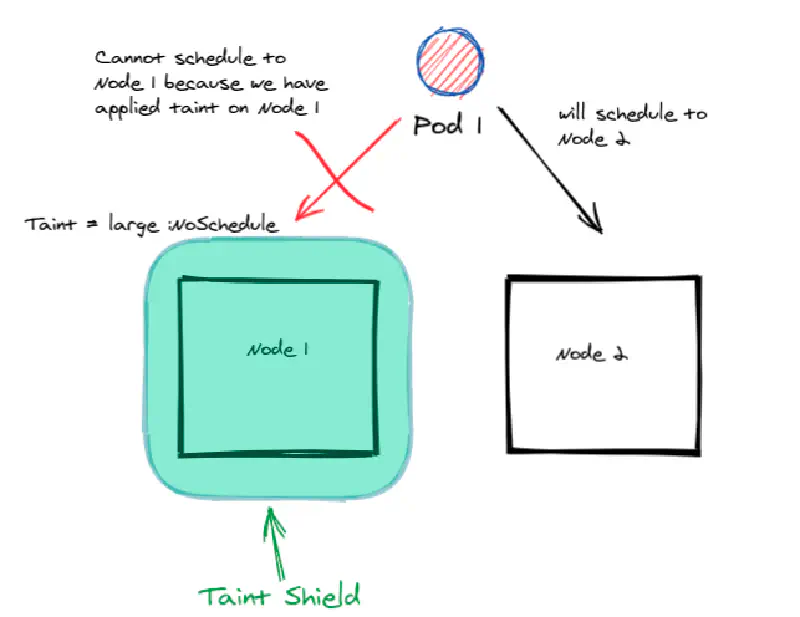 Cannot schedule to
Node 1 because we have
applied taint on Node 1
Pod 1
will schedule to
Node 2
Taint = large :NoSchedule
Node 1
Node 2
Taint Shield